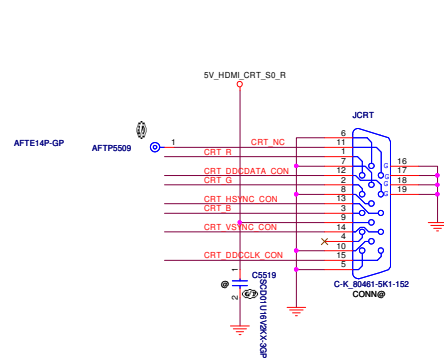 5V_HDMI_CRT_S0_R
JCRT
AFTE14P-GP
AFTP5509
1
CRT_NC
CRT_R
CRT_DDCDATA_CON
CRT_G
CRT_HSYNC_CON
CRT_B
CRT_VSYNC_CON
CRT_DDCCLK_CON
6
11
1
7
12
2
8
13
3
9
14
4
10
15
5
16
17
18
19
G
G
G
G
1
2
@
C5519
SCD01U16V2KX-3GP
C-K_80461-5K1-152
CONN@